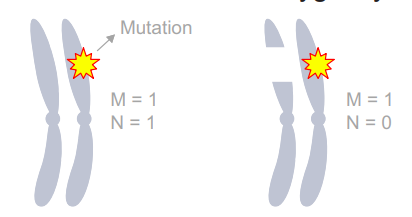 Mutation
M = 1
N = 1
M = 1
N = 0